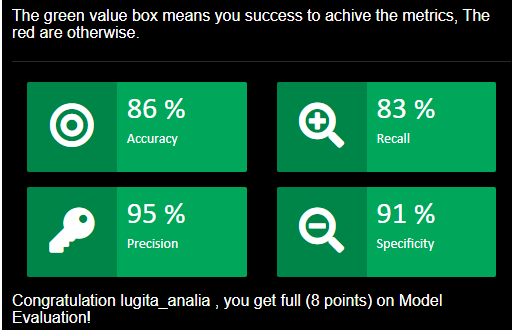 The green value box means you success to achive the metrics, The
red are otherwise.
86 %
Accuracy
83 %
Recall
95 %
Precision
91 %
Specificity
Congratulation lugita_analia , you get full (8 points) on Model
Evaluation!